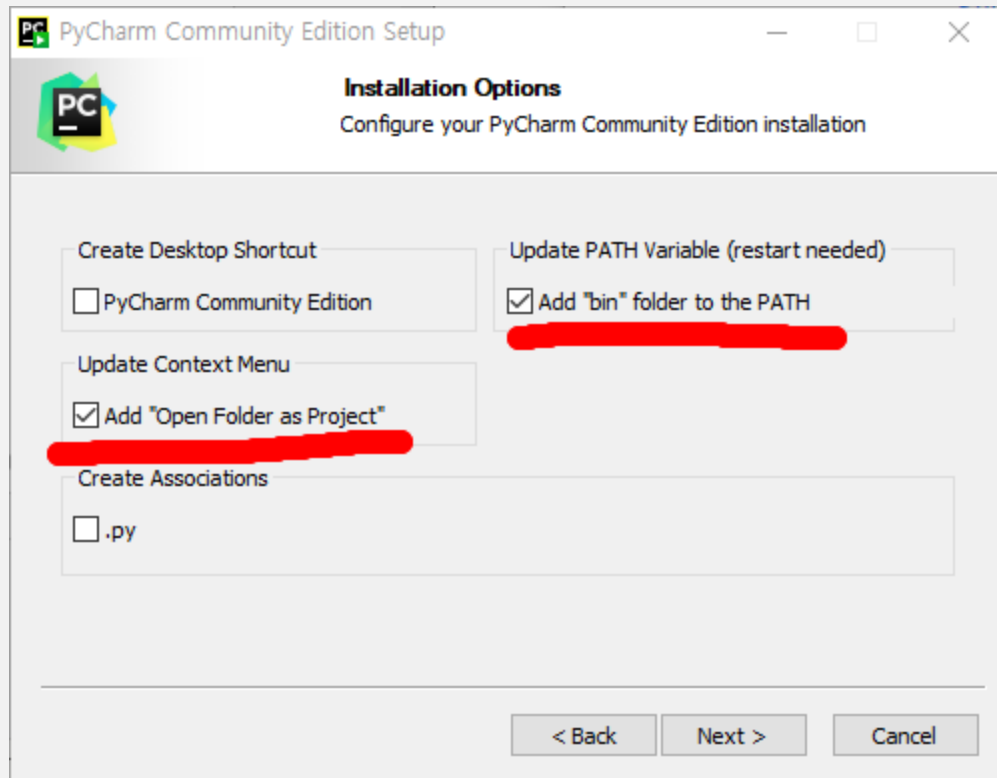 PyCharm Community Edition Setup
PC
Installation Options
Configure your PyCharm Community Edition installation
Create Desktop Shortcut
PyCharm Community Edition
Update PATH Variable (restart needed)
Add "bin" folder to the PATH
Update Context Menu
Add "Open Folder as Project"
Create Associations
.py
< Back
Next >
Cancel